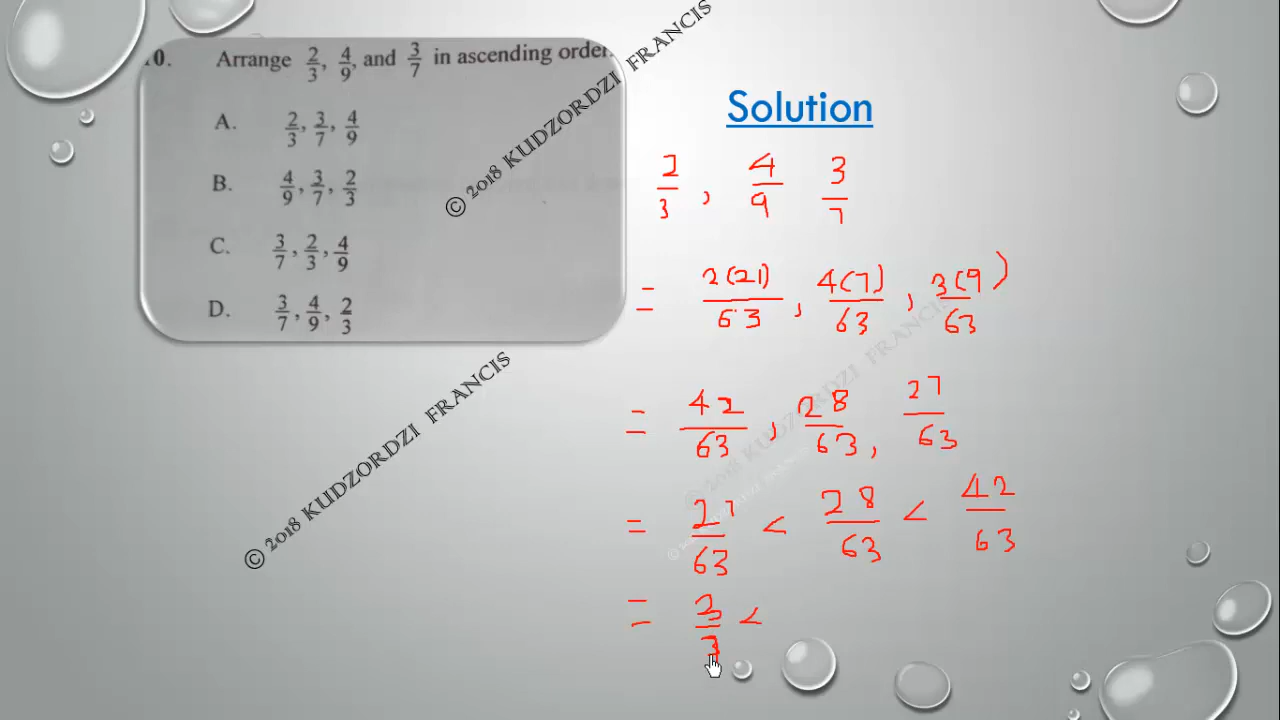 .0. Arrange 2/3, 4/9, and 3/7 in ascending order.
A. 2/3, 3/7, 4/9
B. 4/9, 3/7, 2/3
C. 3/7, 2/3, 4/9
D. 3/7, 4/9, 2/3
© 2018 KUDZORDZI FRANCIS
© 2018 KUDZORDZI FRANCIS
Solution
2/3, 4/9 3/7
= 2(21)/63, 4(7)/63, 3(9)/63
= 42/63, 28/63, 27/63
= 27/63 < 28/63 < 42/63
= 3/3 <